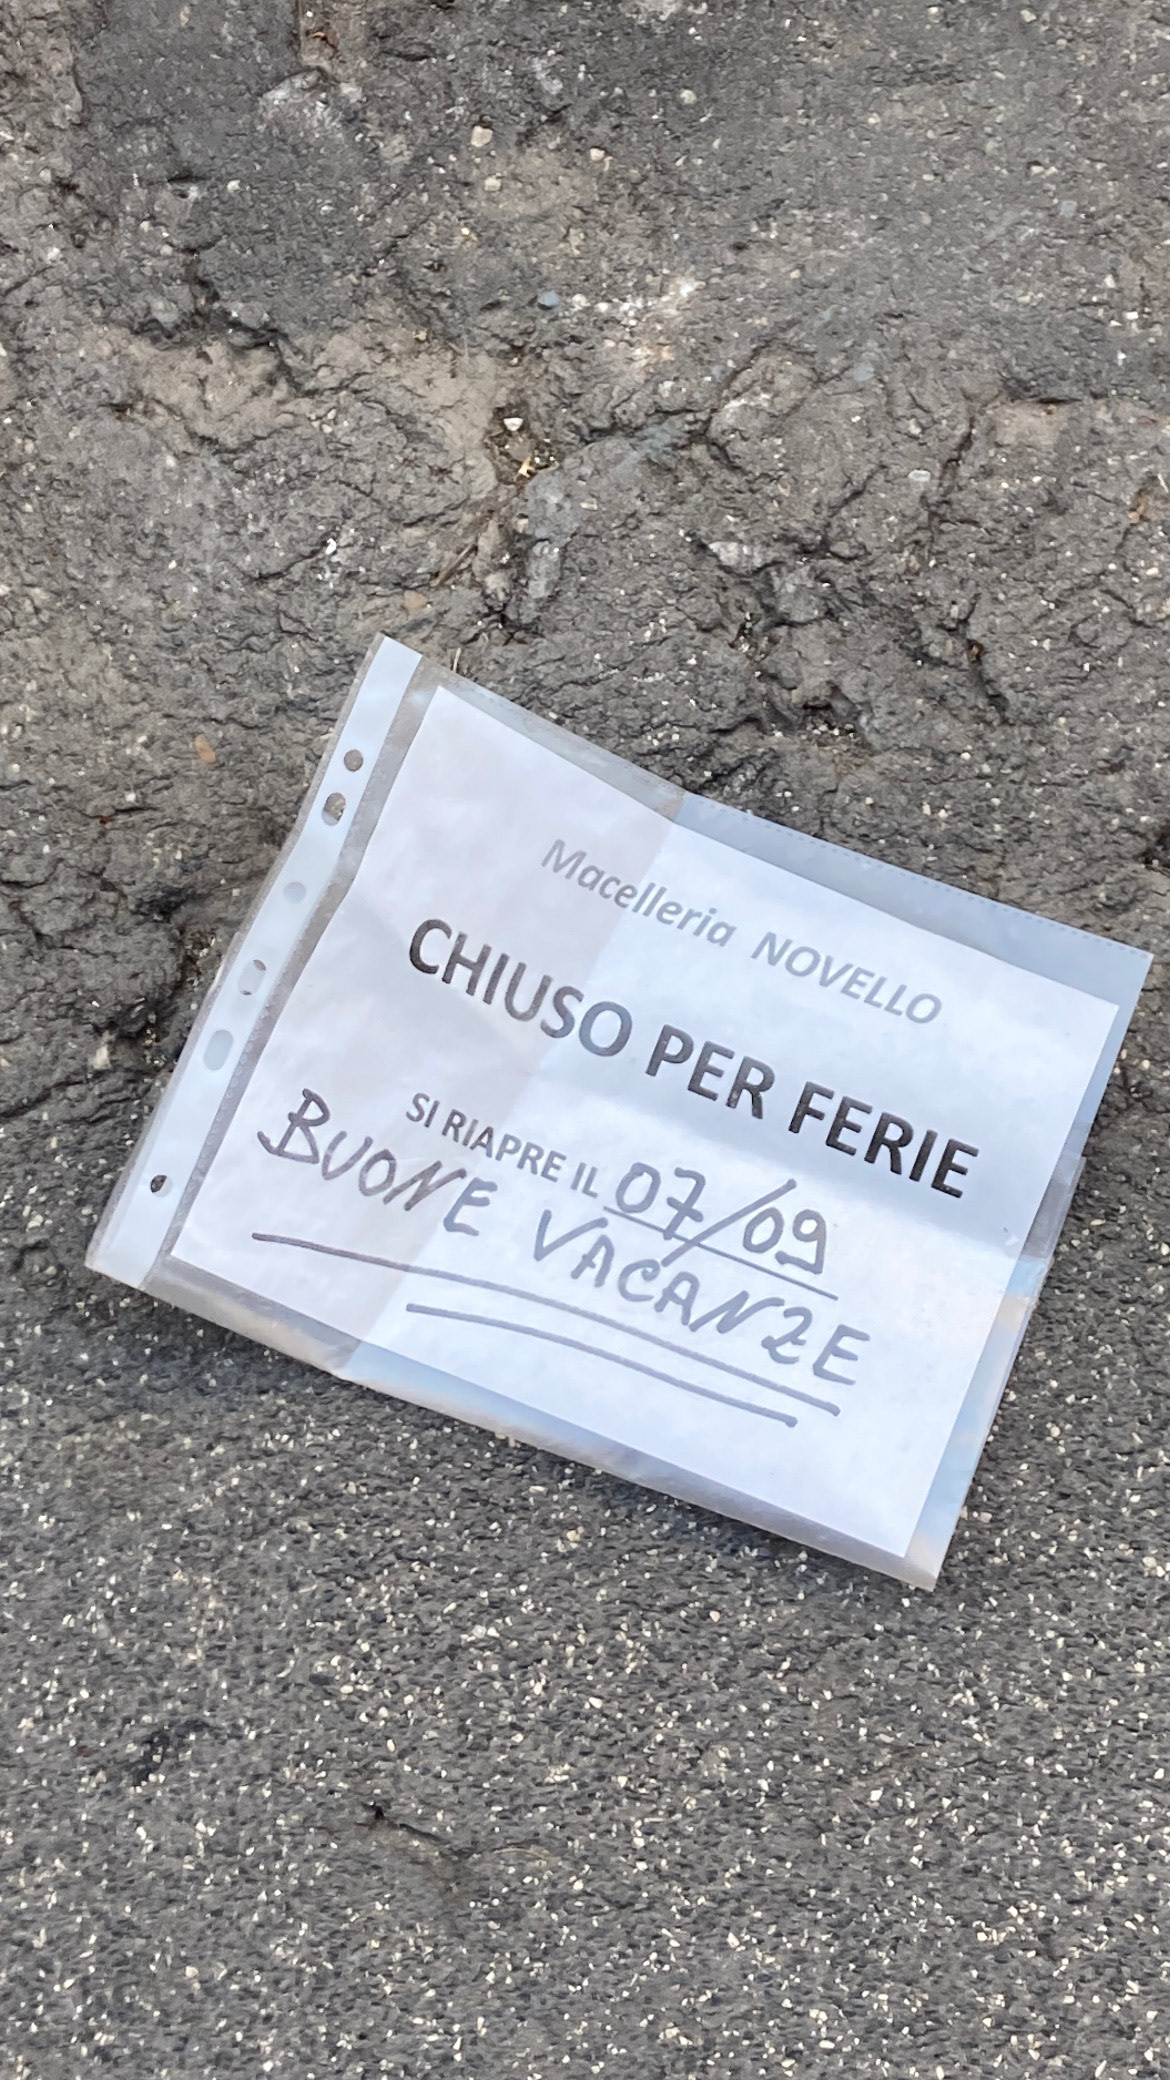 Macelleria NOVELLO
CHIUSO PER FERIE
SI RIAPRE IL 07/09
BUONE VACANZE